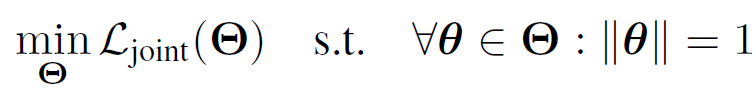 min_Θ ℒ_joint(Θ) s.t. ∀θ ∈ Θ : ‖θ‖ = 1